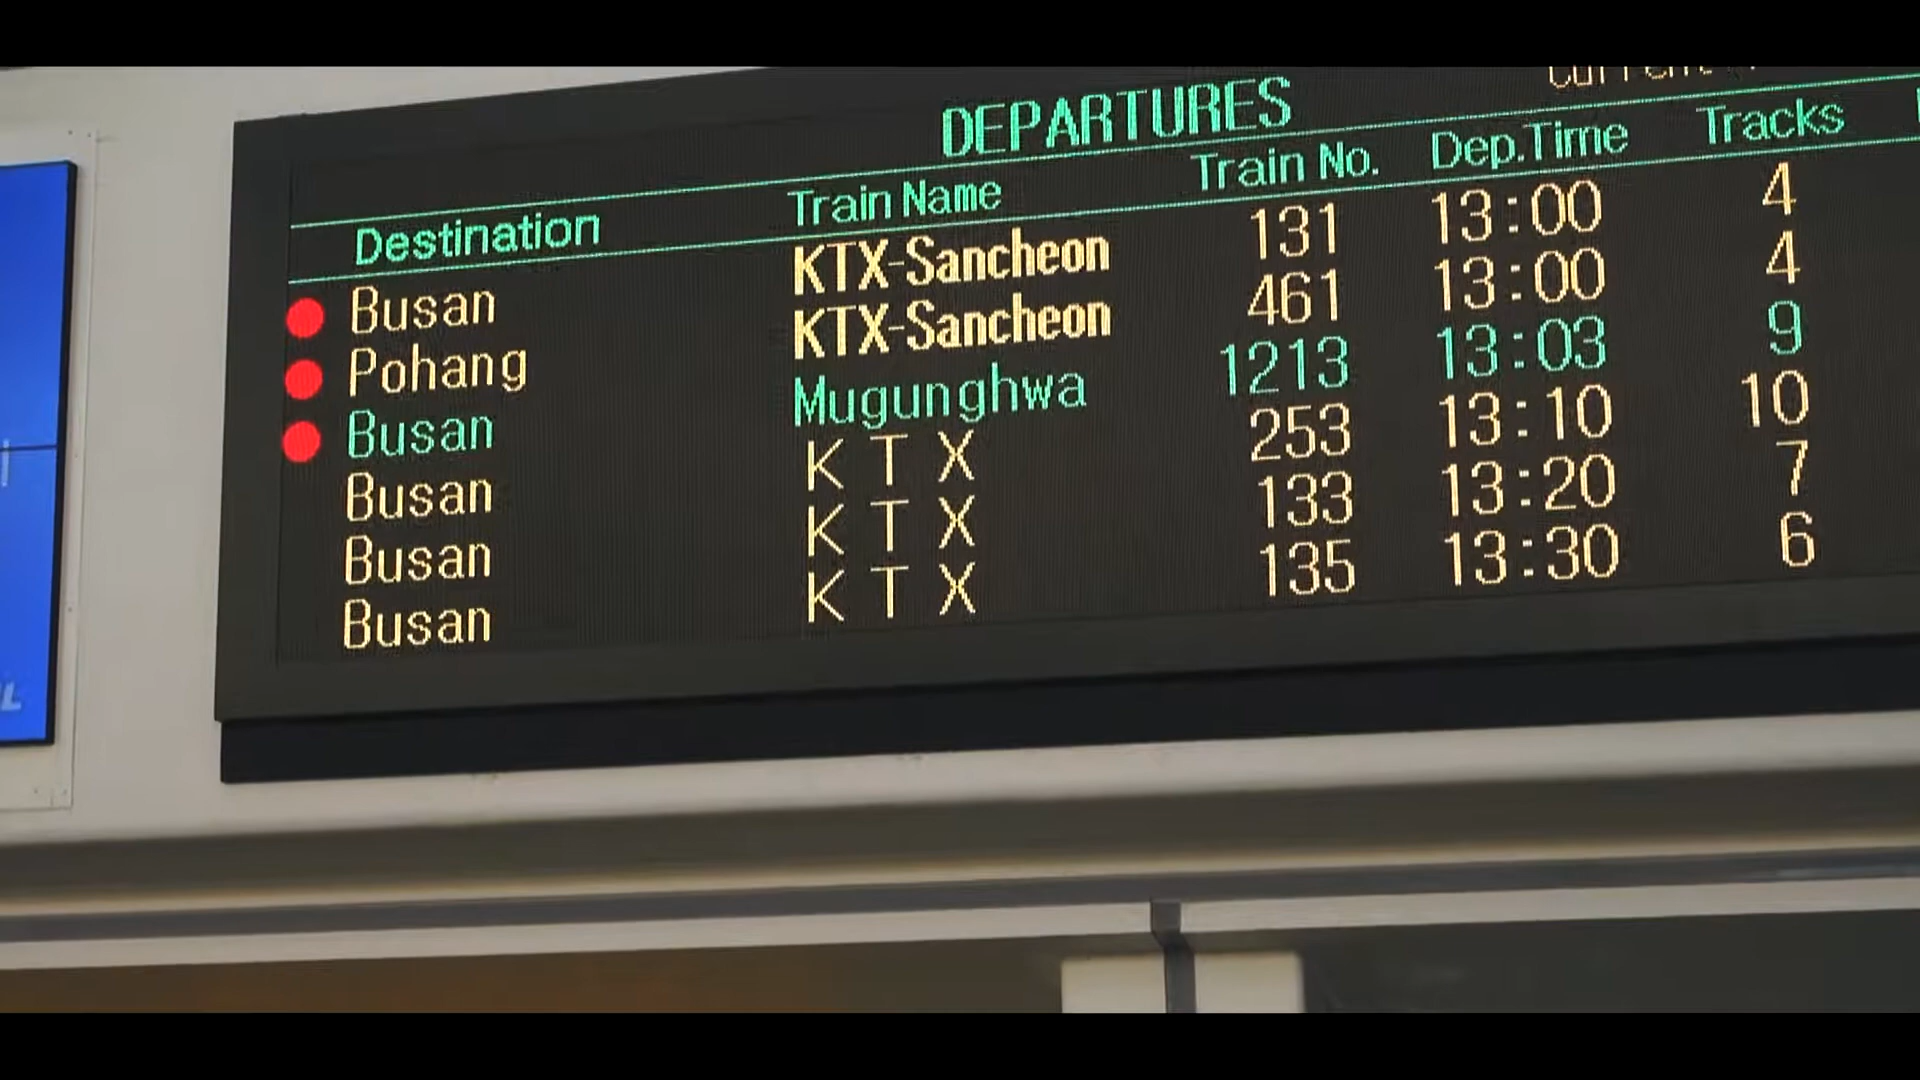 DEPARTURES
Destination Train Name Train No. Dep.Time Tracks
Busan KTX-Sancheon 131 13:00 4
Pohang KTX-Sancheon 461 13:00 4
Busan Mugunghwa 1213 13:03 9
Busan K T X 253 13:10 10
Busan K T X 133 13:20 7
Busan K T X 135 13:30 6